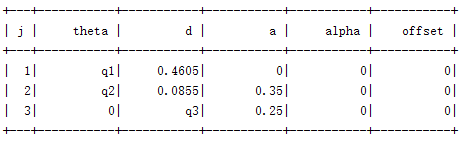 +---+-----------+-----------+-----------+-----------+-----------+
| j |     theta |         d |         a |     alpha |    offset |
+---+-----------+-----------+-----------+-----------+-----------+
|  1|         q1|     0.4605|          0|          0|          0|
|  2|         q2|     0.0855|       0.35|          0|          0|
|  3|          0|         q3|       0.25|          0|          0|
+---+-----------+-----------+-----------+-----------+-----------+